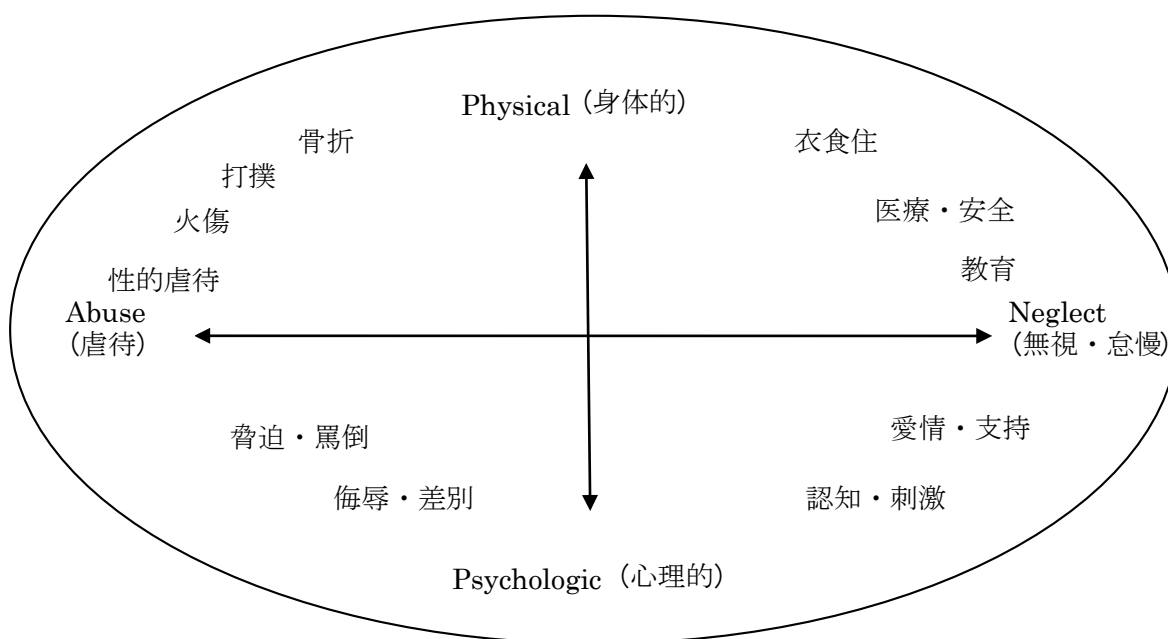 Physical（身体的）
骨折
衣食住
打撲
医療・安全
火傷
教育
性的虐待
Abuse
（虐待）
Neglect
（無視・怠慢）
脅迫・罵倒
愛情・支持
侮辱・差別
認知・刺激
Psychologic（心理的）